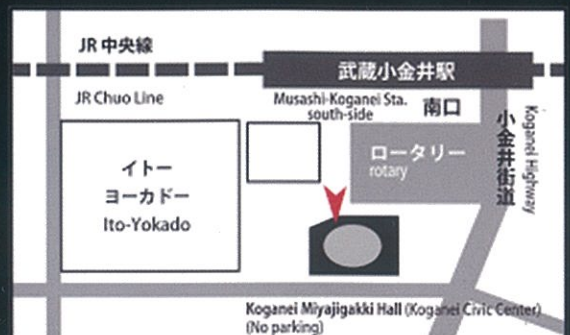 JR 中央線
武蔵小金井駅
JR Chuo Line
Musashi-Koganei Sta.
south-side
南口
小金井街道
Koganei Highway
ロータリー
rotary
イトー
ヨーカドー
Ito-Yokado
Koganei Miyajigakki Hall (Koganei Civic Center)
(No parking)